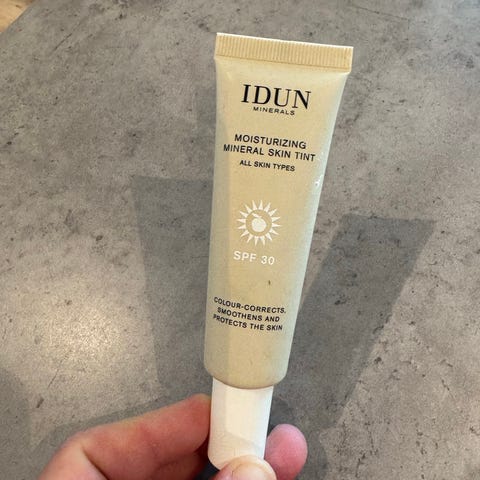 IDUN
MINERALS
MOISTURIZING
MINERAL SKIN TINT
ALL SKIN TYPES
SPF 30
COLOUR-CORRECTS,
SMOOTHENS AND
PROTECTS THE SKIN